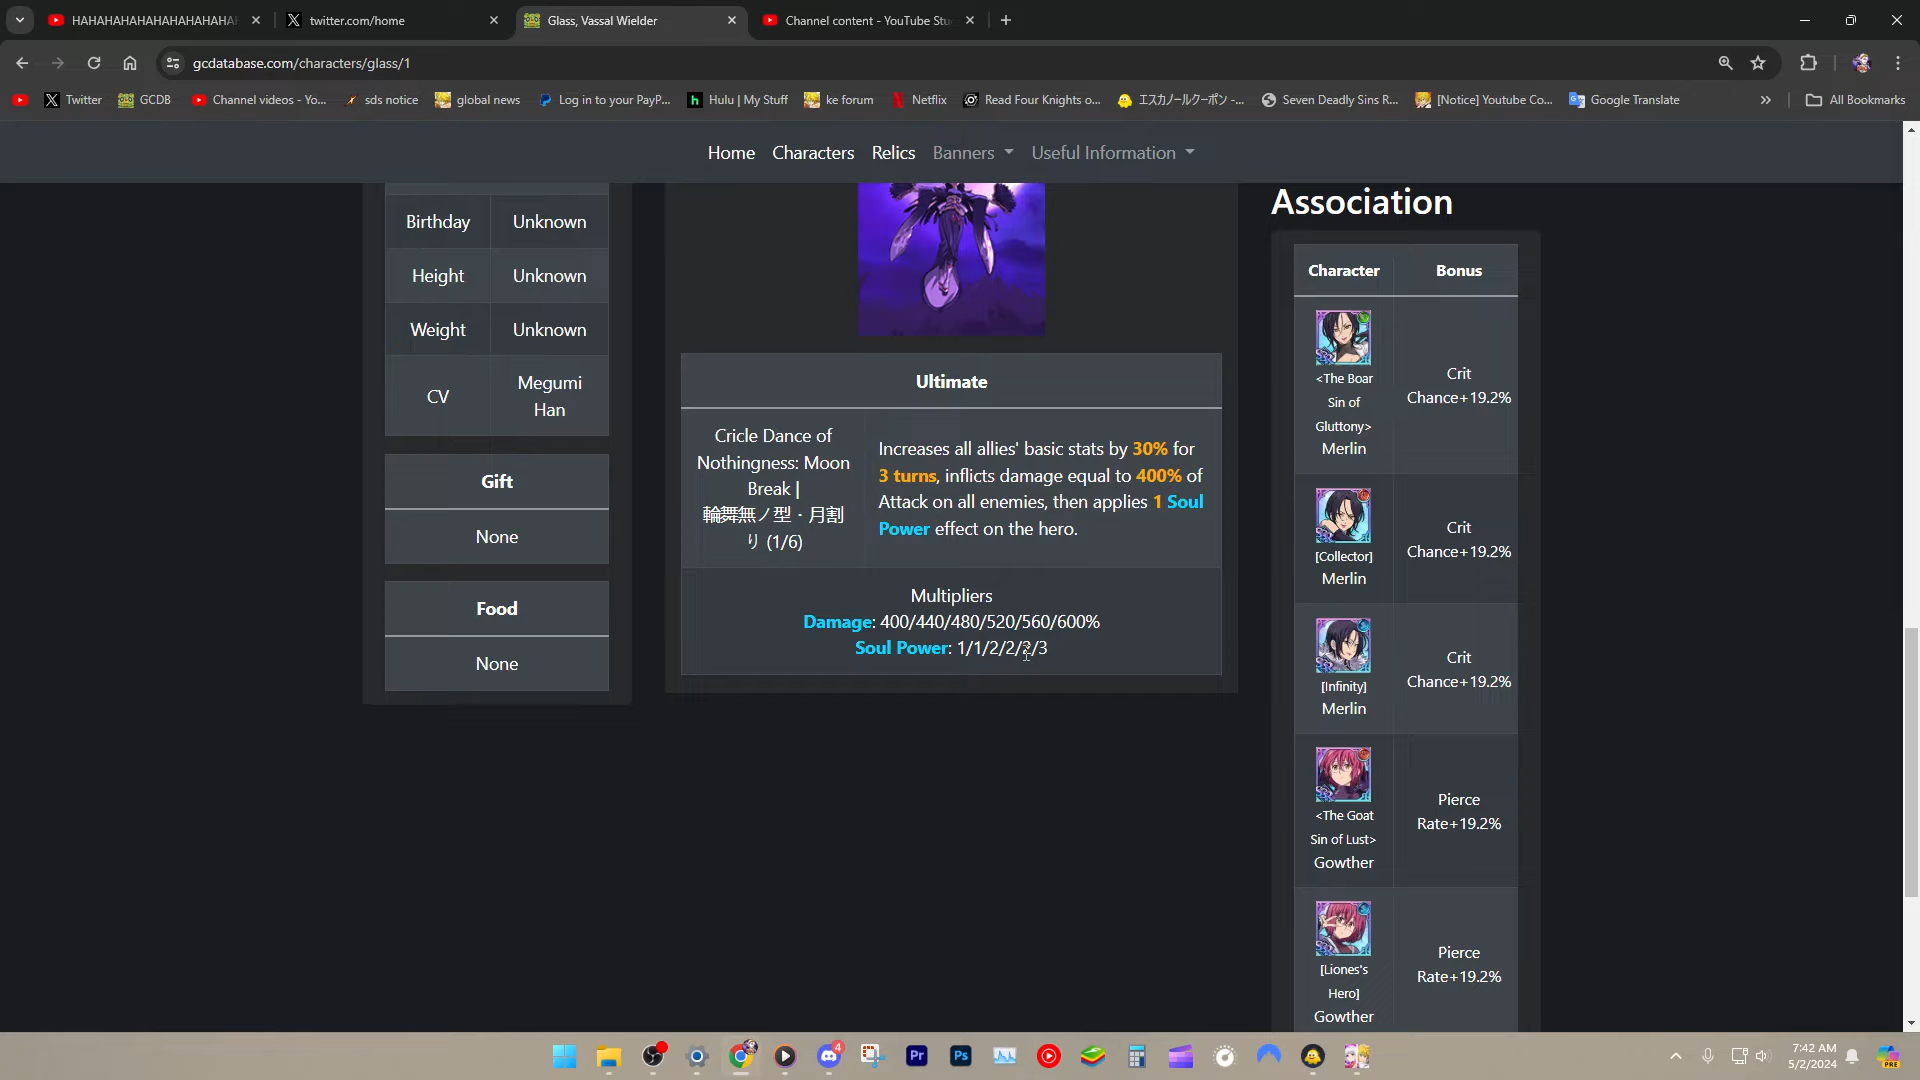 HAHAHAHAHAHAHAHAHAHA
twitter.com/home
Glass, Vassal Wielder
Channel content - YouTube Stu
gcdatabase.com/characters/glass/1
Twitter
GCDB
Channel videos - Yo...
sds notice
global news
Log in to your PayP...
Hulu | My Stuff
ke forum
Netflix
Read Four Knights o...
エスカノールクーポン -...
Seven Deadly Sins R...
[Notice] Youtube Co...
Google Translate
All Bookmarks
Home
Characters
Relics
Banners
Useful Information
Birthday
Unknown
Height
Unknown
Weight
Unknown
CV
Megumi
Han
Gift
None
Food
None
Ultimate
Cricle Dance of
Nothingness: Moon
Break |
輪舞無ノ型・月割
り (1/6)
Increases all allies' basic stats by 30% for
3 turns, inflicts damage equal to 400% of
Attack on all enemies, then applies 1 Soul
Power effect on the hero.
Multipliers
Damage: 400/440/480/520/560/600%
Soul Power: 1/1/2/2/2/3
Association
Character
Bonus
<The Boar
Sin of
Gluttony>
Merlin
Crit
Chance+19.2%
[Collector]
Merlin
Crit
Chance+19.2%
[Infinity]
Merlin
Crit
Chance+19.2%
<The Goat
Sin of Lust>
Gowther
Pierce
Rate+19.2%
[Liones's
Hero]
Gowther
Pierce
Rate+19.2%
4
Pr
Ps
7:42 AM
5/2/2024
PRE